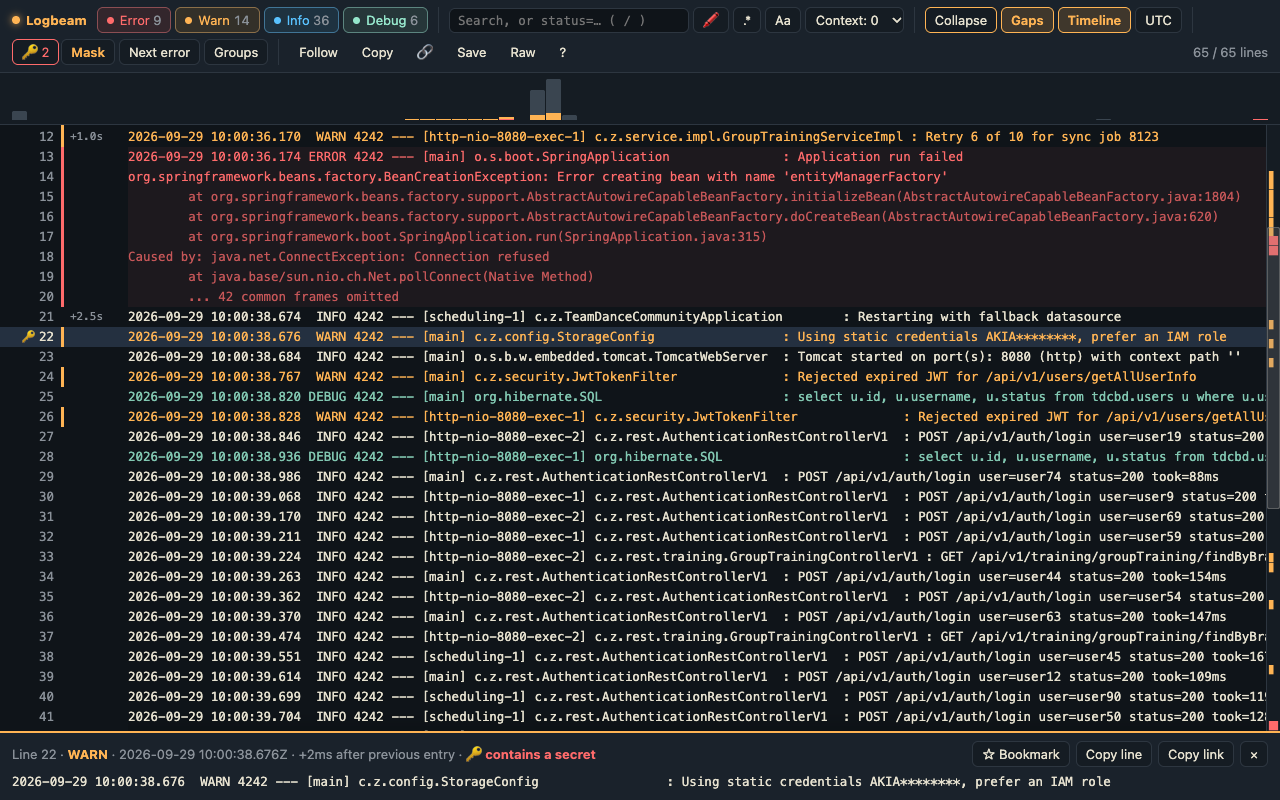 Logbeam Error 9 Warn 14 Info 36 Debug 6 Search, or status=… ( / ) .* Aa Context: 0 Collapse Gaps Timeline UTC
2 Mask Next error Groups Follow Copy Save Raw ? 65 / 65 lines
12 +1.0s 2026-09-29 10:00:36.170  WARN 4242 --- [http-nio-8080-exec-1] c.z.service.impl.GroupTrainingServiceImpl : Retry 6 of 10 for sync job 8123
13 2026-09-29 10:00:36.174 ERROR 4242 --- [main] o.s.boot.SpringApplication               : Application run failed
14 org.springframework.beans.factory.BeanCreationException: Error creating bean with name 'entityManagerFactory'
15 at org.springframework.beans.factory.support.AbstractAutowireCapableBeanFactory.initializeBean(AbstractAutowireCapableBeanFactory.java:1804)
16 at org.springframework.beans.factory.support.AbstractAutowireCapableBeanFactory.doCreateBean(AbstractAutowireCapableBeanFactory.java:620)
17 at org.springframework.boot.SpringApplication.run(SpringApplication.java:315)
18 Caused by: java.net.ConnectException: Connection refused
19 at java.base/sun.nio.ch.Net.pollConnect(Native Method)
20 ... 42 common frames omitted
21 +2.5s 2026-09-29 10:00:38.674  INFO 4242 --- [scheduling-1] c.z.TeamDanceCommunityApplication        : Restarting with fallback datasource
22 2026-09-29 10:00:38.676  WARN 4242 --- [main] c.z.config.StorageConfig                 : Using static credentials AKIA********, prefer an IAM role
23 2026-09-29 10:00:38.684  INFO 4242 --- [main] o.s.b.w.embedded.tomcat.TomcatWebServer  : Tomcat started on port(s): 8080 (http) with context path ''
24 2026-09-29 10:00:38.767  WARN 4242 --- [main] c.z.security.JwtTokenFilter              : Rejected expired JWT for /api/v1/users/getAllUserInfo
25 2026-09-29 10:00:38.820 DEBUG 4242 --- [main] org.hibernate.SQL                        : select u.id, u.username, u.status from tdcbd.users u where u.u
26 2026-09-29 10:00:38.828  WARN 4242 --- [http-nio-8080-exec-1] c.z.security.JwtTokenFilter              : Rejected expired JWT for /api/v1/users/getAllU
27 2026-09-29 10:00:38.846  INFO 4242 --- [http-nio-8080-exec-2] c.z.rest.AuthenticationRestControllerV1  : POST /api/v1/auth/login user=user19 status=200
28 2026-09-29 10:00:38.936 DEBUG 4242 --- [http-nio-8080-exec-1] org.hibernate.SQL                        : select u.id, u.username, u.status from tdcbd.u
29 2026-09-29 10:00:38.986  INFO 4242 --- [main] c.z.rest.AuthenticationRestControllerV1  : POST /api/v1/auth/login user=user74 status=200 took=88ms
30 2026-09-29 10:00:39.068  INFO 4242 --- [http-nio-8080-exec-1] c.z.rest.AuthenticationRestControllerV1  : POST /api/v1/auth/login user=user9 status=200
31 2026-09-29 10:00:39.170  INFO 4242 --- [http-nio-8080-exec-2] c.z.rest.AuthenticationRestControllerV1  : POST /api/v1/auth/login user=user69 status=200
32 2026-09-29 10:00:39.211  INFO 4242 --- [http-nio-8080-exec-1] c.z.rest.AuthenticationRestControllerV1  : POST /api/v1/auth/login user=user59 status=200
33 2026-09-29 10:00:39.224  INFO 4242 --- [http-nio-8080-exec-2] c.z.rest.training.GroupTrainingControllerV1 : GET /api/v1/training/groupTraining/findByBr
34 2026-09-29 10:00:39.263  INFO 4242 --- [main] c.z.rest.AuthenticationRestControllerV1  : POST /api/v1/auth/login user=user44 status=200 took=154ms
35 2026-09-29 10:00:39.362  INFO 4242 --- [http-nio-8080-exec-2] c.z.rest.AuthenticationRestControllerV1  : POST /api/v1/auth/login user=user54 status=200
36 2026-09-29 10:00:39.370  INFO 4242 --- [main] c.z.rest.AuthenticationRestControllerV1  : POST /api/v1/auth/login user=user63 status=200 took=147ms
37 2026-09-29 10:00:39.474  INFO 4242 --- [http-nio-8080-exec-2] c.z.rest.training.GroupTrainingControllerV1 : GET /api/v1/training/groupTraining/findByBr
38 2026-09-29 10:00:39.551  INFO 4242 --- [scheduling-1] c.z.rest.AuthenticationRestControllerV1  : POST /api/v1/auth/login user=user45 status=200 took=16
39 2026-09-29 10:00:39.614  INFO 4242 --- [main] c.z.rest.AuthenticationRestControllerV1  : POST /api/v1/auth/login user=user12 status=200 took=109ms
40 2026-09-29 10:00:39.699  INFO 4242 --- [scheduling-1] c.z.rest.AuthenticationRestControllerV1  : POST /api/v1/auth/login user=user90 status=200 took=11
41 2026-09-29 10:00:39.704  INFO 4242 --- [scheduling-1] c.z.rest.AuthenticationRestControllerV1  : POST /api/v1/auth/login user=user50 status=200 took=12
Line 22 · WARN · 2026-09-29 10:00:38.676Z · +2ms after previous entry · contains a secret ☆ Bookmark Copy line Copy link ×
2026-09-29 10:00:38.676  WARN 4242 --- [main] c.z.config.StorageConfig                 : Using static credentials AKIA********, prefer an IAM role